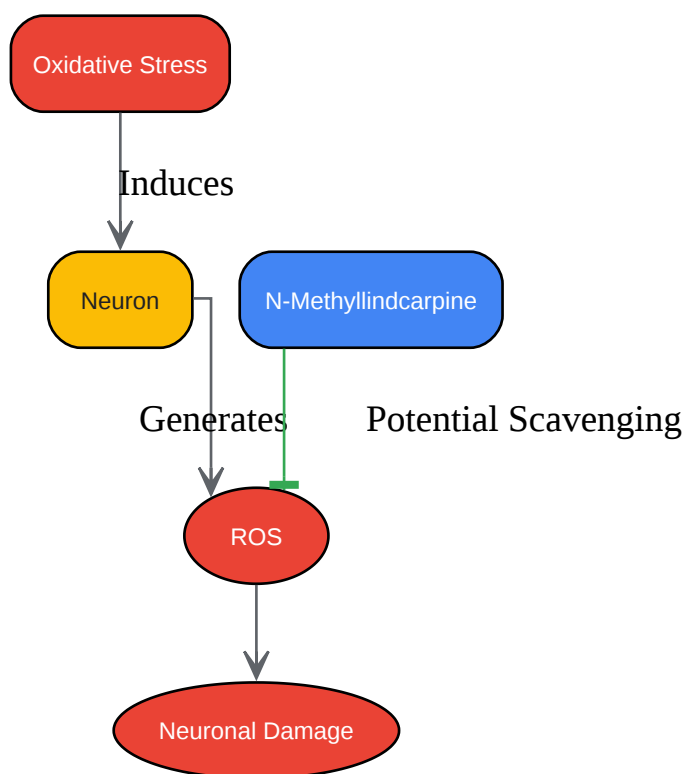 Oxidative Stress
Induces
Neuron
N-Methyllindcarpine
Generates
Potential Scavenging
ROS
Neuronal Damage